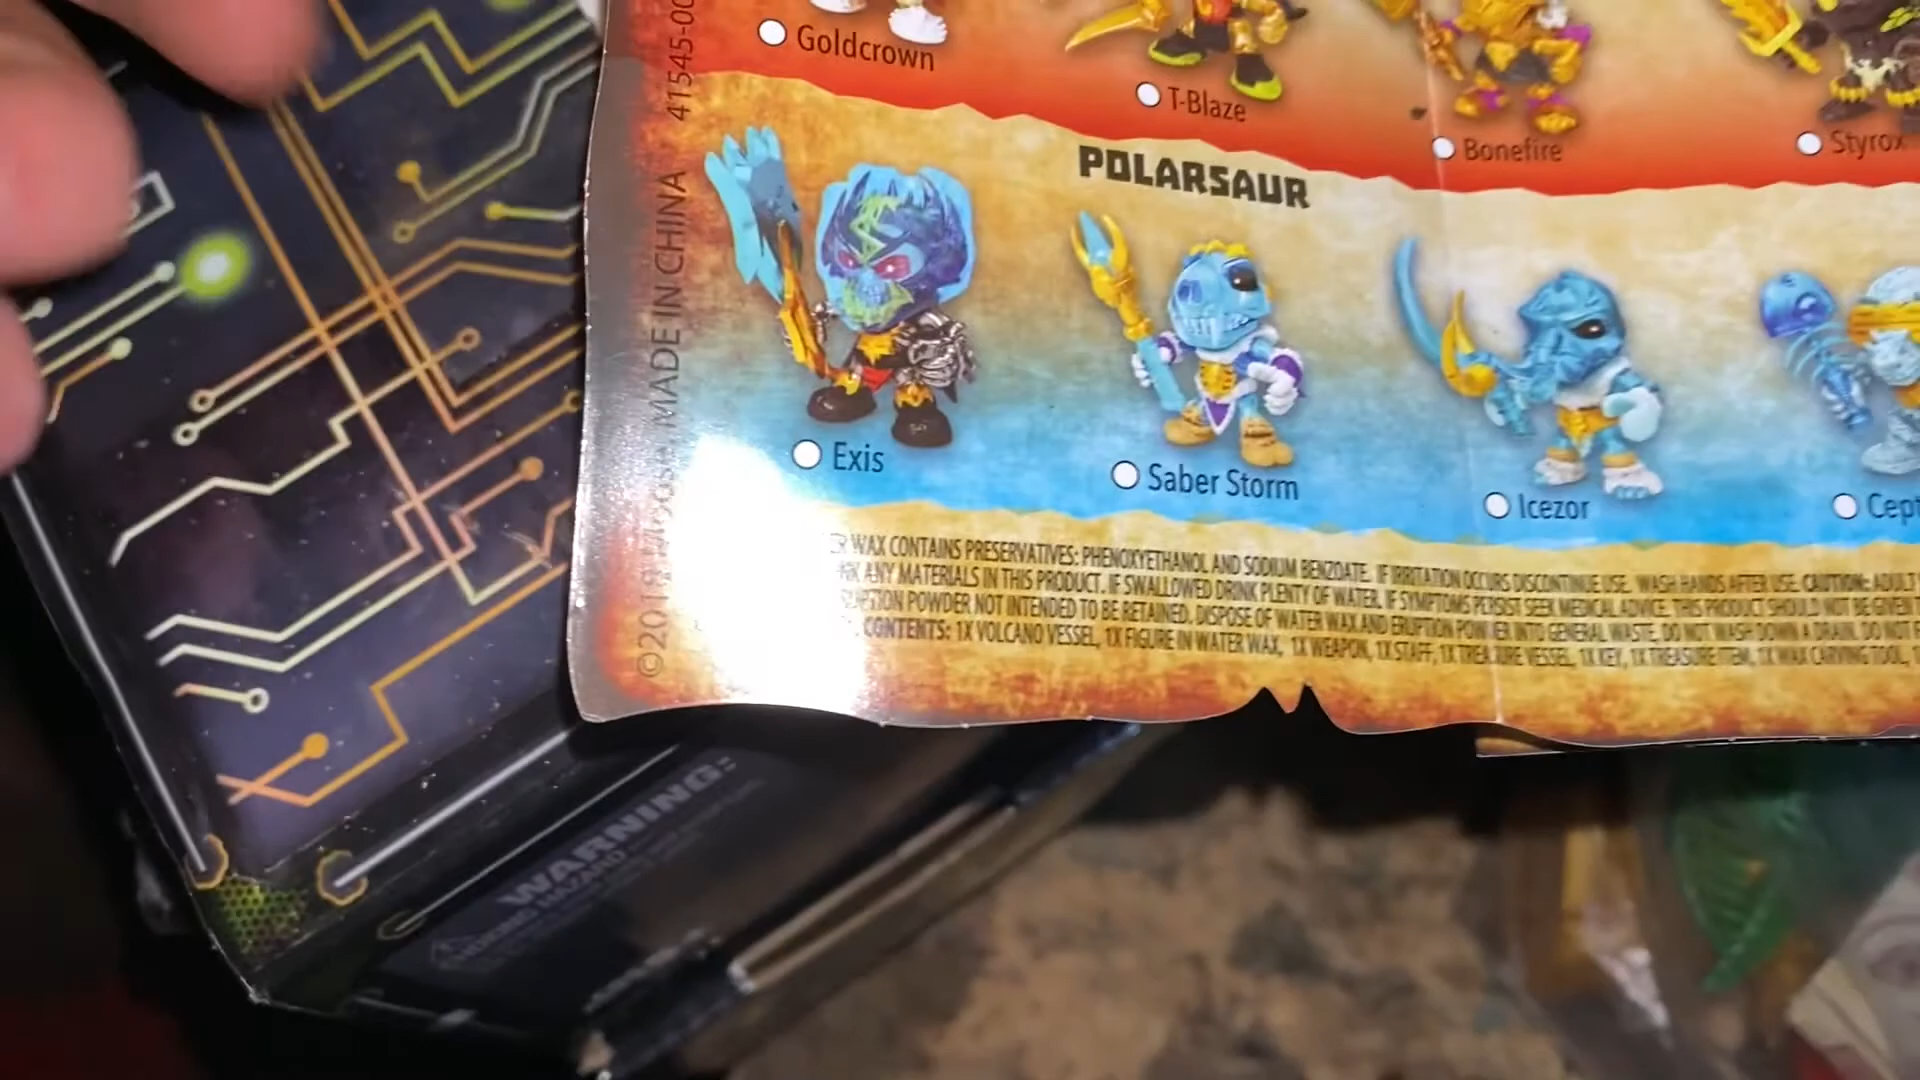 Goldcrown
T-Blaze
Bonefire
Styrox
41545-00
POLARSAUR
MADE IN CHINA
Exis
Saber Storm
Icezor
Cept
WAX CONTAINS PRESERVATIVES: PHENOXYETHANOL AND SODIUM BENZOATE. IF IRRITATION OCCURS DISCONTINUE USE. WASH HANDS AFTER USE. CAUTION: ADULT
ANY MATERIALS IN THIS PRODUCT. IF SWALLOWED DRINK PLENTY OF WATER. IF SYMPTOMS PERSIST SEEK MEDICAL ADVICE. THIS PRODUCT SHOULD NOT BE GIVEN
POWDER NOT INTENDED TO BE RETAINED. DISPOSE OF WATER WAX AND ERUPTION POWDER INTO GENERAL WASTE. DO NOT WASH DOWN A DRAIN. DO NOT
CONTENTS: 1X VOLCANO VESSEL, 1X FIGURE IN WATER WAX, 1X WEAPON, 1X STAFF, 1X TREASURE VESSEL, 1X KEY, 1X TREASURE ITEM, 1X WAX CARVING TOOL,
WARNING:
HAZARD